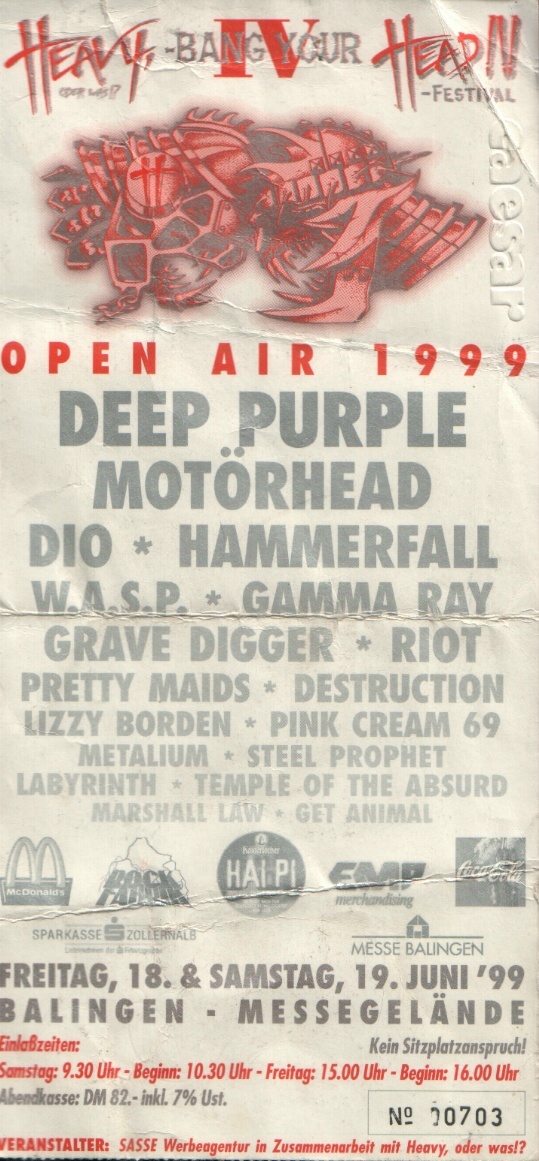 HEAVY, -BANG YOUR HEAD!!!
IV
ODER WAS!?
-FESTIVAL
OPEN AIR 1999
DEEP PURPLE
MOTÖRHEAD
DIO * HAMMERFALL
W.A.S.P. * GAMMA RAY
GRAVE DIGGER * RIOT
PRETTY MAIDS * DESTRUCTION
LIZZY BORDEN * PINK CREAM 69
METALIUM * STEEL PROPHET
LABYRINTH * TEMPLE OF THE ABSURD
MARSHALL LAW * GET ANIMAL
McDonald's
ROCK FABRIK
HAI PI
EMP
merchandising
Coca-Cola
SPARKASSE S ZOLLERNALB
Unternehmen der Finanzgruppe
MESSE BALINGEN
FREITAG, 18. & SAMSTAG, 19. JUNI '99
BALINGEN - MESSEGELÄNDE
Einlaßzeiten: Kein Sitzplatzanspruch!
Samstag: 9.30 Uhr - Beginn: 10.30 Uhr - Freitag: 15.00 Uhr - Beginn: 16.00 Uhr
Abendkasse: DM 82.- inkl. 7% Ust.
Nº 00703
VERANSTALTER: SASSE Werbeagentur in Zusammenarbeit mit Heavy, oder was!?